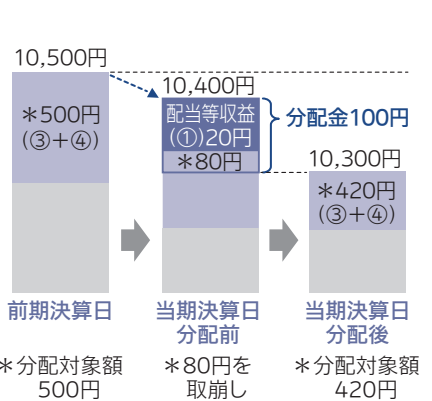 10,500円
*500円
(③+④)
10,400円
配当等収益
(①)20円
*80円
分配金100円
10,300円
*420円
(③+④)
前期決算日
当期決算日
分配前
当期決算日
分配後
*分配対象額
500円
*80円を
取崩し
*分配対象額
420円